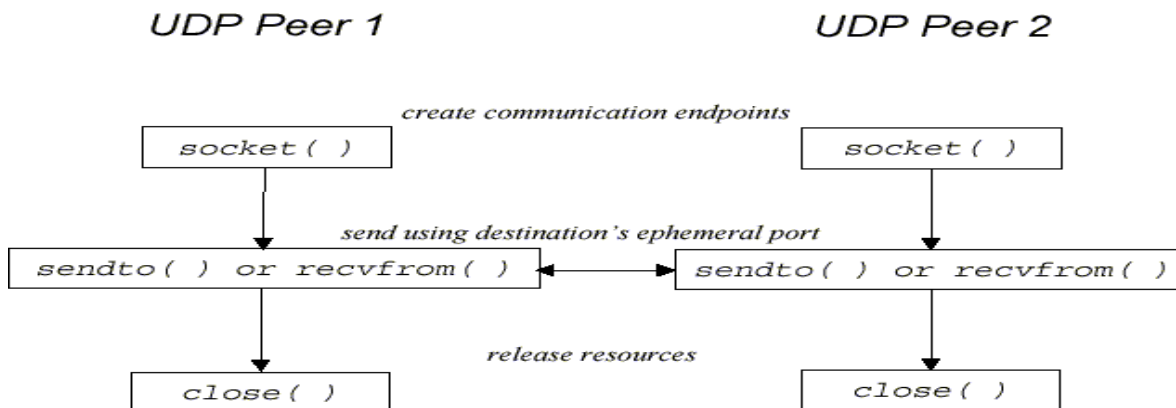 UDP Peer 1
UDP Peer 2
create communication endpoints
socket( )
socket( )
send using destination's ephemeral port
sendto( ) or recvfrom( )
sendto( ) or recvfrom( )
release resources
close( )
close( )